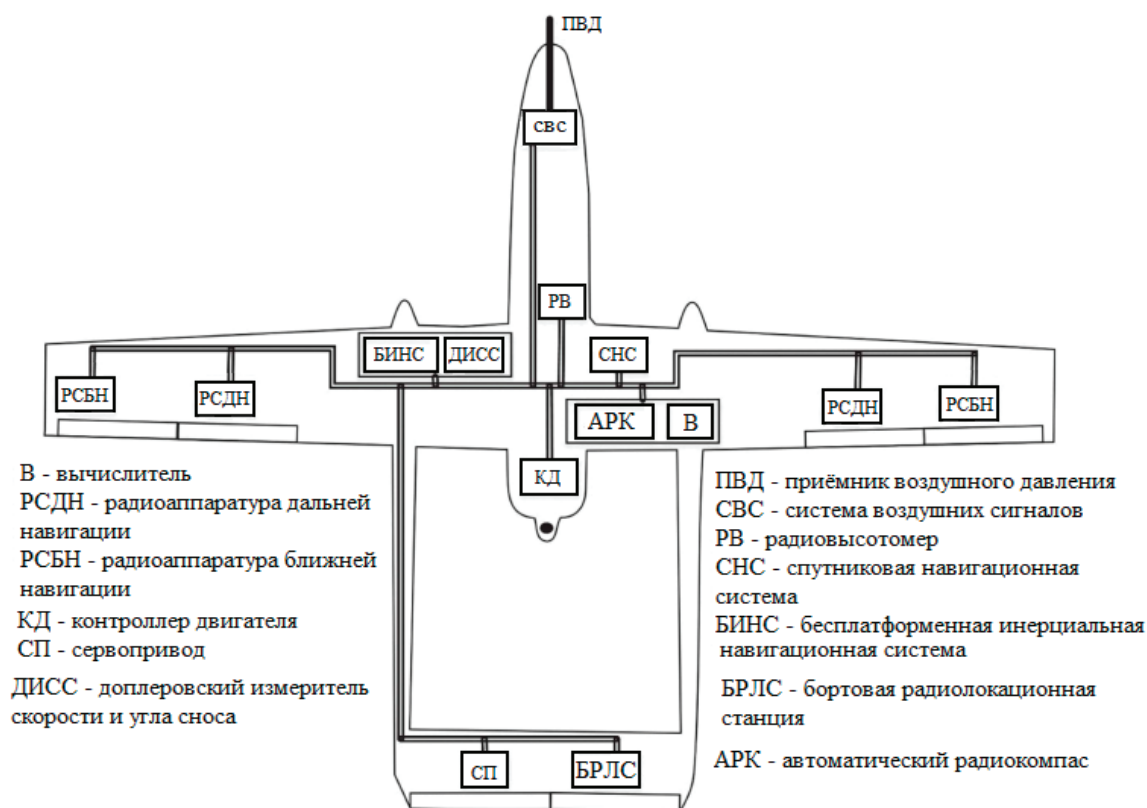 ПВД
СВС
РВ
БИНС
ДИСС
СНС
РСБН
РСДН
АРК
В
РСДН
РСБН
КД
В - вычислитель
РСДН - радиоаппаратура дальней
навигации
РСБН - радиоаппаратура ближней
навигации
КД - контроллер двигателя
СП - сервопривод
ДИСС - доплеровский измеритель
скорости и угла сноса
ПВД - приёмник воздушного давления
СВС - система воздушних сигналов
РВ - радиовысотомер
СНС - спутниковая навигационная
система
БИНС - бесплатформенная инерциальная
навигационная система
БРЛС - бортовая радиолокационная
станция
АРК - автоматический радиокомпас
СП
БРЛС